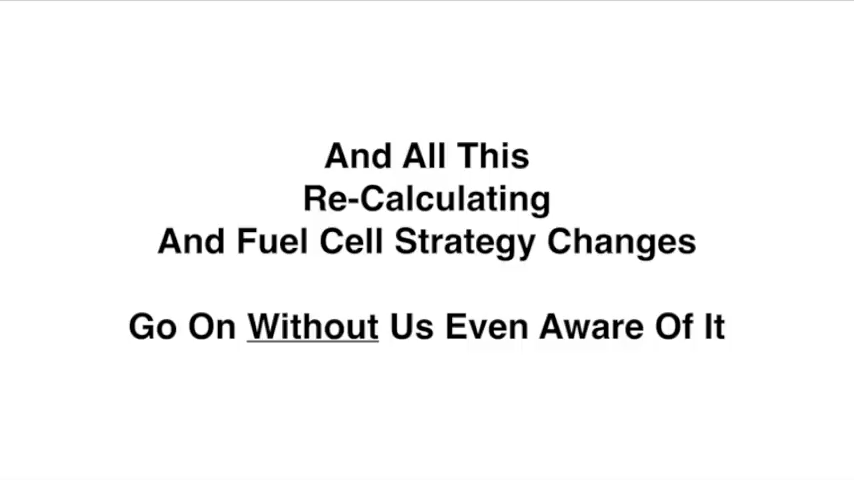 And All This
Re-Calculating
And Fuel Cell Strategy Changes
Go On Without Us Even Aware Of It